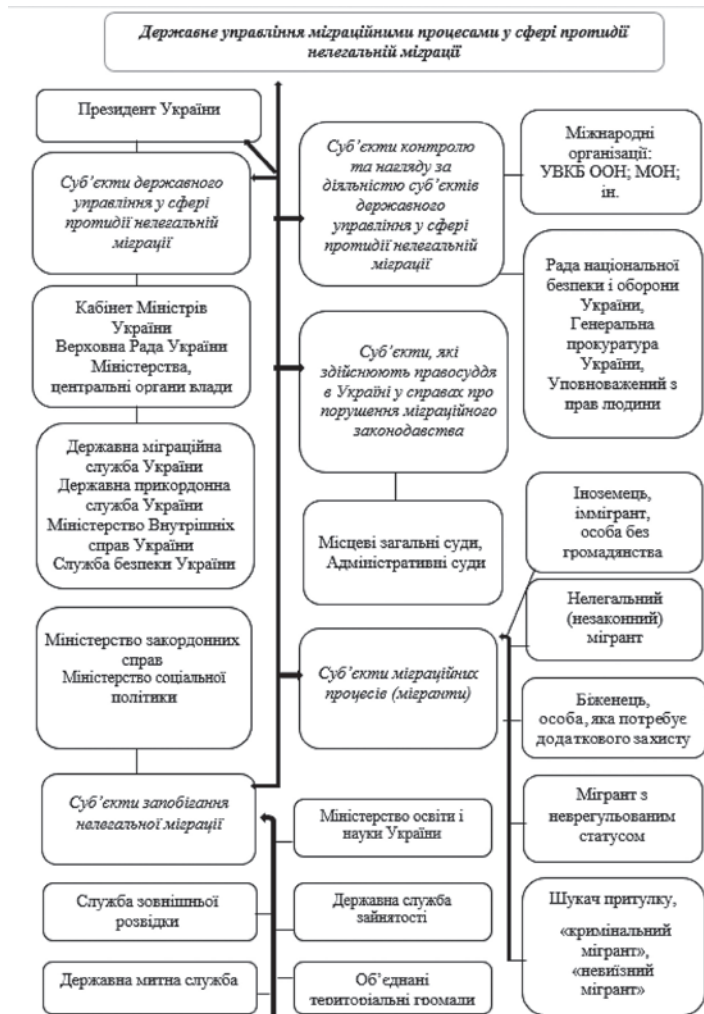 Державне управління міграційними процесами у сфері протидії
нелегальній міграції
Президент України
Суб’єкти державного
управління у сфері
протидії нелегальній
міграції
Кабінет Міністрів
України
Верховна Рада України
Міністерства,
центральні органи влади
Державна міграційна
служба України
Державна прикордонна
служба України
Міністерство Внутрішніх
справ України
Служба безпеки України
Міністерство закордонних
справ
Міністерство соціальної
політики
Суб’єкти запобігання
нелегальної міграції
Служба зовнішньої
розвідки
Державна митна служба
Суб’єкти контролю
та нагляду за
діяльністю суб’єктів
державного
управління у сфері
протидії нелегальній
міграції
Суб’єкти, які
здійснюють правосуддя
в Україні у справах про
порушення міграційного
законодавства
Місцеві загальні суди,
Адміністративні суди
Суб’єкти міграційних
процесів (мігранти)
Міністерство освіти і
науки України
Державна служба
зайнятості
Об’єднані
територіальні громади
Міжнародні
організації:
УВКБ ООН; МОН;
ін.
Рада національної
безпеки і оборони
України,
Генеральна
прокуратура
України,
Уповноважений з
прав людини
Іноземець,
іммігрант,
особа без
громадянства
Нелегальний
(незаконний)
мігрант
Біженець,
особа, яка потребує
додаткового захисту
Мігрант з
неврегульованим
статусом
Шукач притулку,
«кримінальний
мігрант»,
«невиїзний
мігрант»